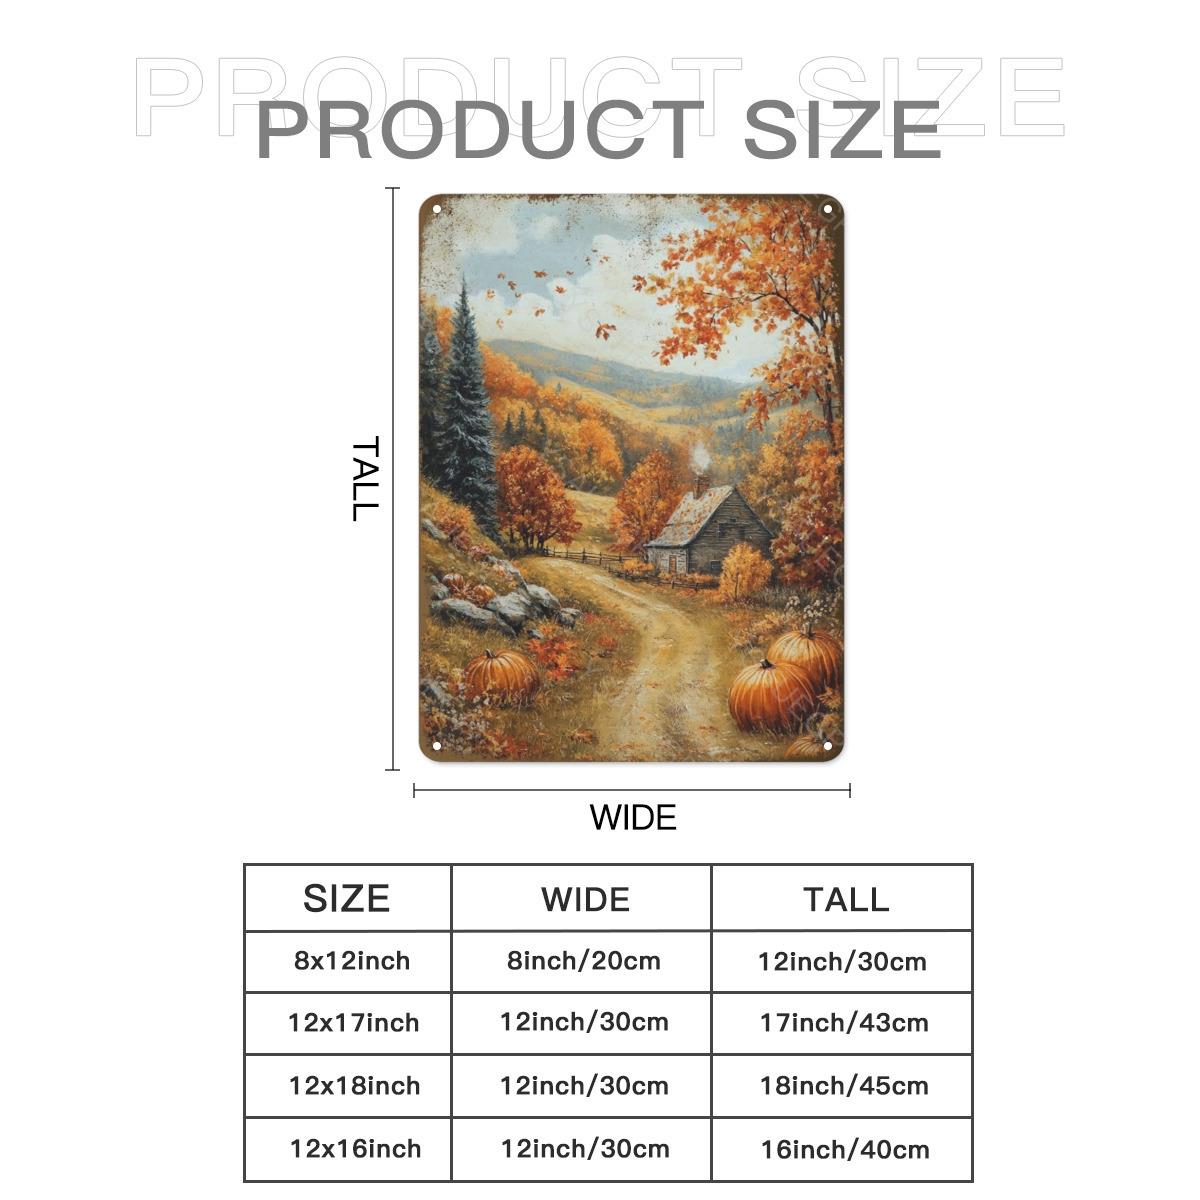 PRODUCT SIZE
PRODUCT SIZE
TALL
WIDE
SIZE WIDE TALL
8x12inch 8inch/20cm 12inch/30cm
12x17inch 12inch/30cm 17inch/43cm
12x18inch 12inch/30cm 18inch/45cm
12x16inch 12inch/30cm 16inch/40cm